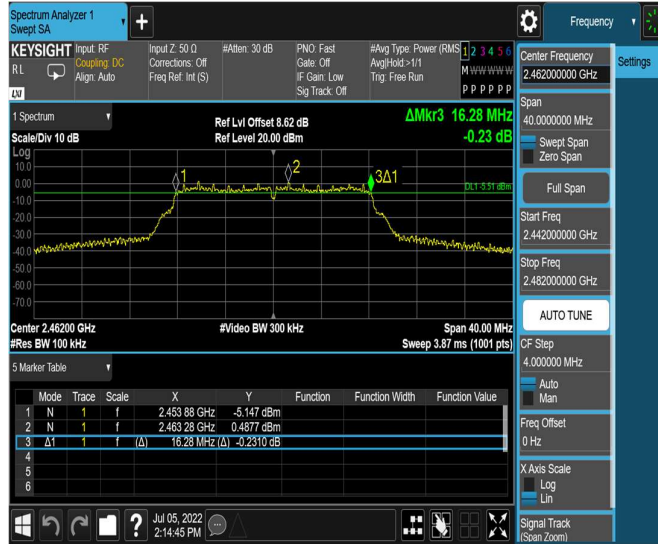 Spectrum Analyzer 1
Swept SA
+
Frequency
KEYSIGHT
RL
LXI
Input: RF
Coupling: DC
Align: Auto
Input Z: 50 Ω
Corrections: Off
Freq Ref: Int (S)
#Atten: 30 dB
PNO: Fast
Gate: Off
IF Gain: Low
Sig Track: Off
#Avg Type: Power (RMS
Avg|Hold:>1/1
Trig: Free Run
1 2 3 4 5 6
M W W W W W
P P P P P P
1 Spectrum
Scale/Div 10 dB
Log
Ref Lvl Offset 8.62 dB
Ref Level 20.00 dBm
ΔMkr3 16.28 MHz
-0.23 dB
10.0
0.00
-10.0
-20.0
-30.0
-40.0
-50.0
-60.0
-70.0
1
2
3Δ1
DL1 -5.51 dBm
Center 2.46200 GHz
#Video BW 300 kHz
Span 40.00 MHz
#Res BW 100 kHz
Sweep 3.87 ms (1001 pts)
5 Marker Table
Mode Trace Scale X Y Function Function Width Function Value
1 N 1 f 2.453 88 GHz -5.147 dBm
2 N 1 f 2.463 28 GHz 0.4877 dBm
3 Δ1 1 f (Δ) 16.28 MHz (Δ) -0.2310 dB
4
5
6
?
Jul 05, 2022
2:14:45 PM
Center Frequency
2.462000000 GHz
Span
40.0000000 MHz
Swept Span
Zero Span
Full Span
Start Freq
2.442000000 GHz
Stop Freq
2.482000000 GHz
AUTO TUNE
CF Step
4.000000 MHz
Auto
Man
Freq Offset
0 Hz
X Axis Scale
Log
Lin
Signal Track
(Span Zoom)
Settings